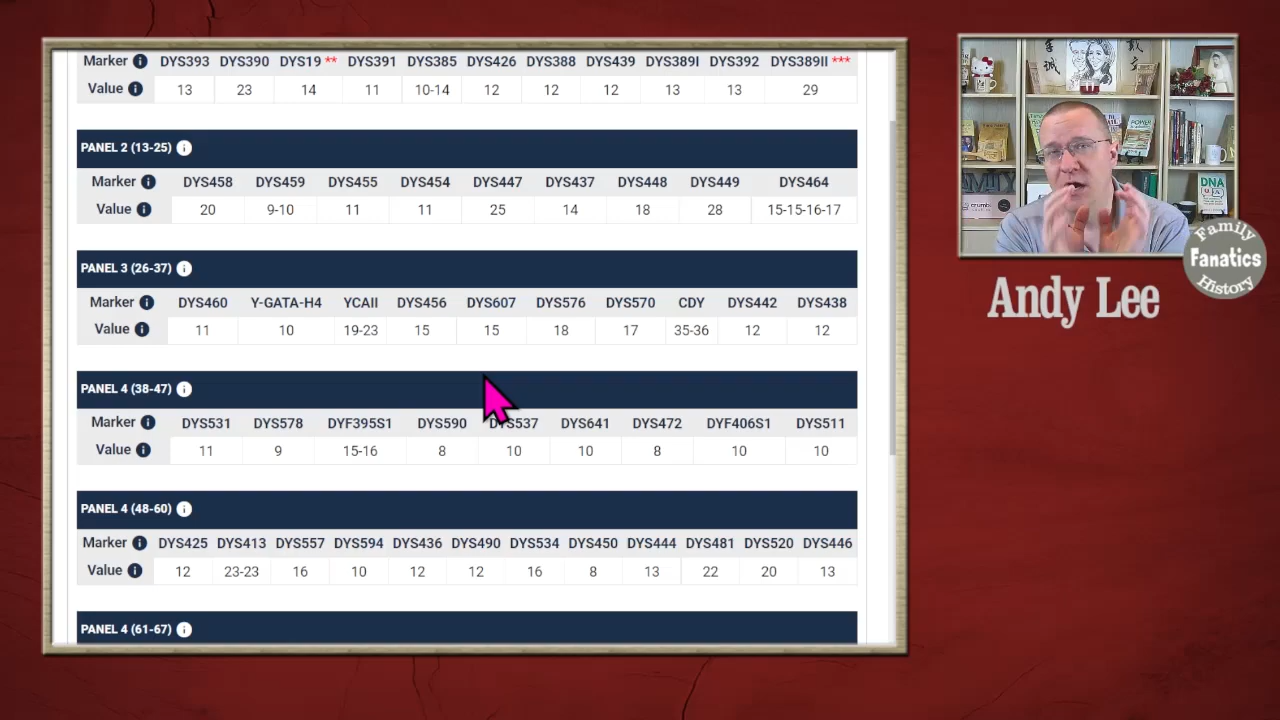 Marker DYS393 DYS390 DYS19 ** DYS391 DYS385 DYS426 DYS388 DYS439 DYS389I DYS392 DYS389II ***
Value 13 23 14 11 10-14 12 12 12 13 13 29
PANEL 2 (13-25)
Marker DYS458 DYS459 DYS455 DYS454 DYS447 DYS437 DYS448 DYS449 DYS464
Value 20 9-10 11 11 25 14 18 28 15-15-16-17
PANEL 3 (26-37)
Marker DYS460 Y-GATA-H4 YCAII DYS456 DYS607 DYS576 DYS570 CDY DYS442 DYS438
Value 11 10 19-23 15 15 18 17 35-36 12 12
PANEL 4 (38-47)
Marker DYS531 DYS578 DYF395S1 DYS590 DYS537 DYS641 DYS472 DYF406S1 DYS511
Value 11 9 15-16 8 10 10 8 10 10
PANEL 4 (48-60)
Marker DYS425 DYS413 DYS557 DYS594 DYS436 DYS490 DYS534 DYS450 DYS444 DYS481 DYS520 DYS446
Value 12 23-23 16 10 12 12 16 8 13 22 20 13
PANEL 4 (61-67)
POWER
DNA
Q&A
Family
Fanatics
History
Andy Lee